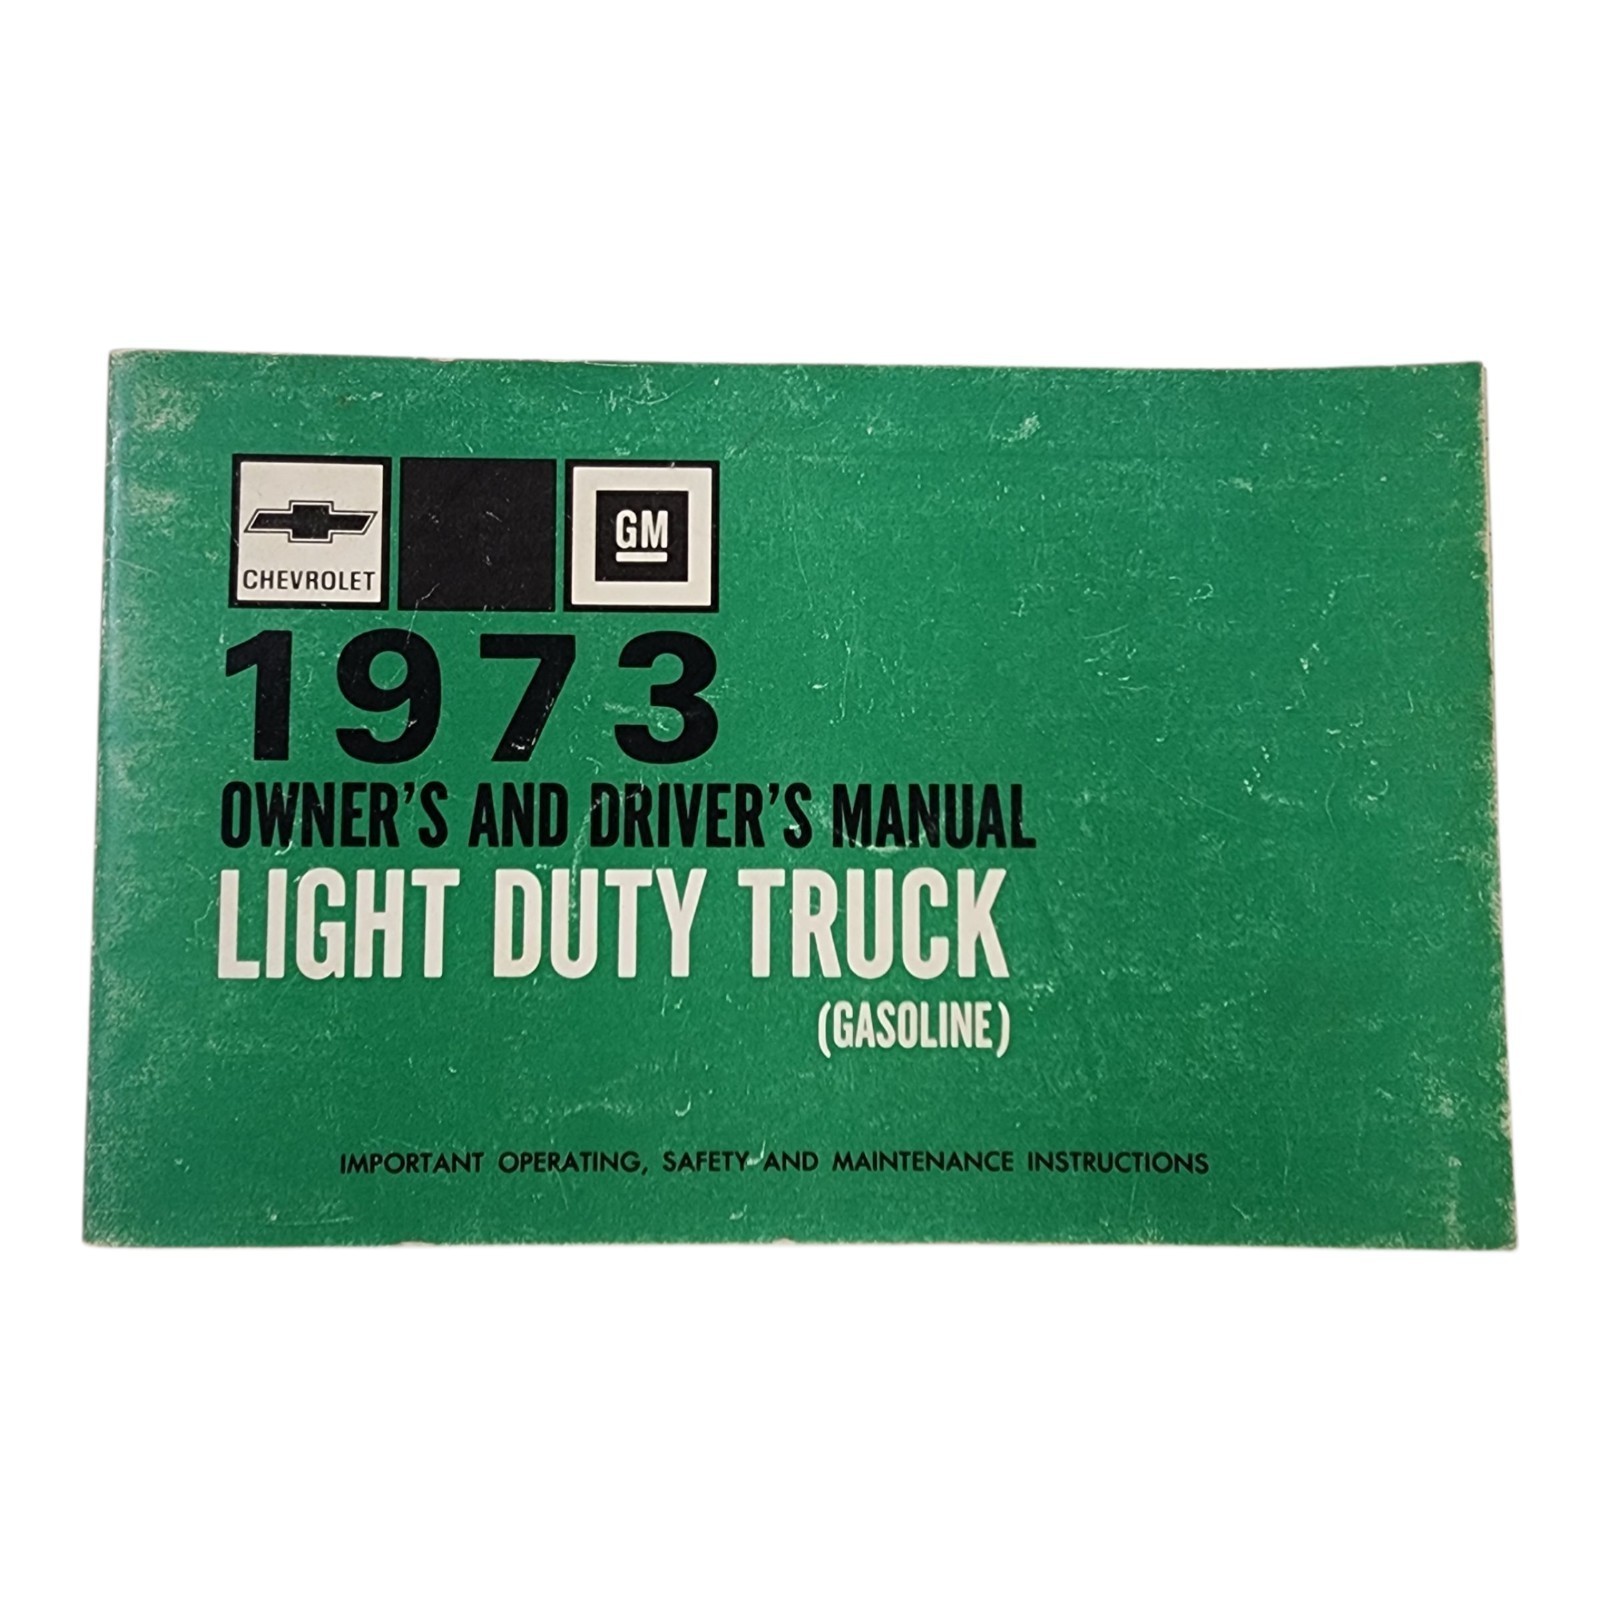 CHEVROLET
GM
1973
OWNER'S AND DRIVER'S MANUAL
LIGHT DUTY TRUCK
(GASOLINE)
IMPORTANT OPERATING, SAFETY AND MAINTENANCE INSTRUCTIONS